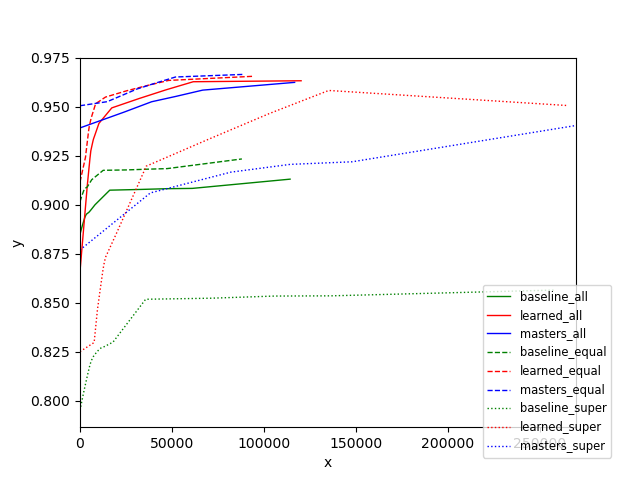 0.975
0.950
0.925
0.900
0.875
0.850
0.825
0.800
y
0 50000 100000 150000 200000 250000
x
baseline_all
learned_all
masters_all
baseline_equal
learned_equal
masters_equal
baseline_super
learned_super
masters_super